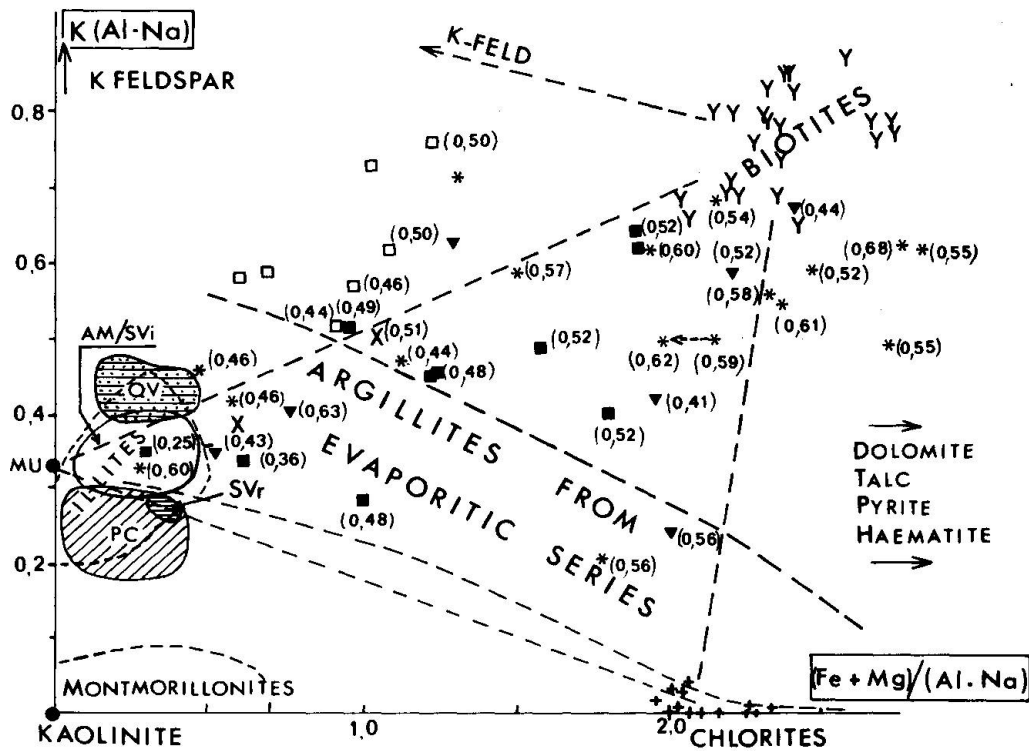 K (Al-Na)
K FELDSPAR
K-FELD
0,8
BIOTITES
Y Y Y Y Y Y Y Y Y Y Y Y Y Y Y Y Y Y Y Y Y Y Y
(0,50)
(0,54)
(0,44)
(0,50)
(0,52)
(0,60)
(0,52)
(0,68)
(0,55)
0,6
(0,57)
(0,52)
(0,46)
(0,58)
(0,44)
(0,49)
(0,61)
X
(0,51)
(0,52)
(0,62)
(0,59)
(0,55)
AM/SVi
(0,46)
(0,44)
(0,48)
QV
(0,46)
(0,63)
(0,41)
0,4
X
(0,52)
ARGILLITES FROM
EVAPORITIC SERIES
DOLOMITE
TALC
PYRITE
HAEMATITE
MU
ILLITES
(0,25)
(0,43)
(0,60)
(0,36)
SVr
(0,48)
PC
(0,56)
(0,56)
0,2
MONTMORILLONITES
(Fe + Mg)/(Al.Na)
KAOLINITE
1,0
2,0
CHLORITES